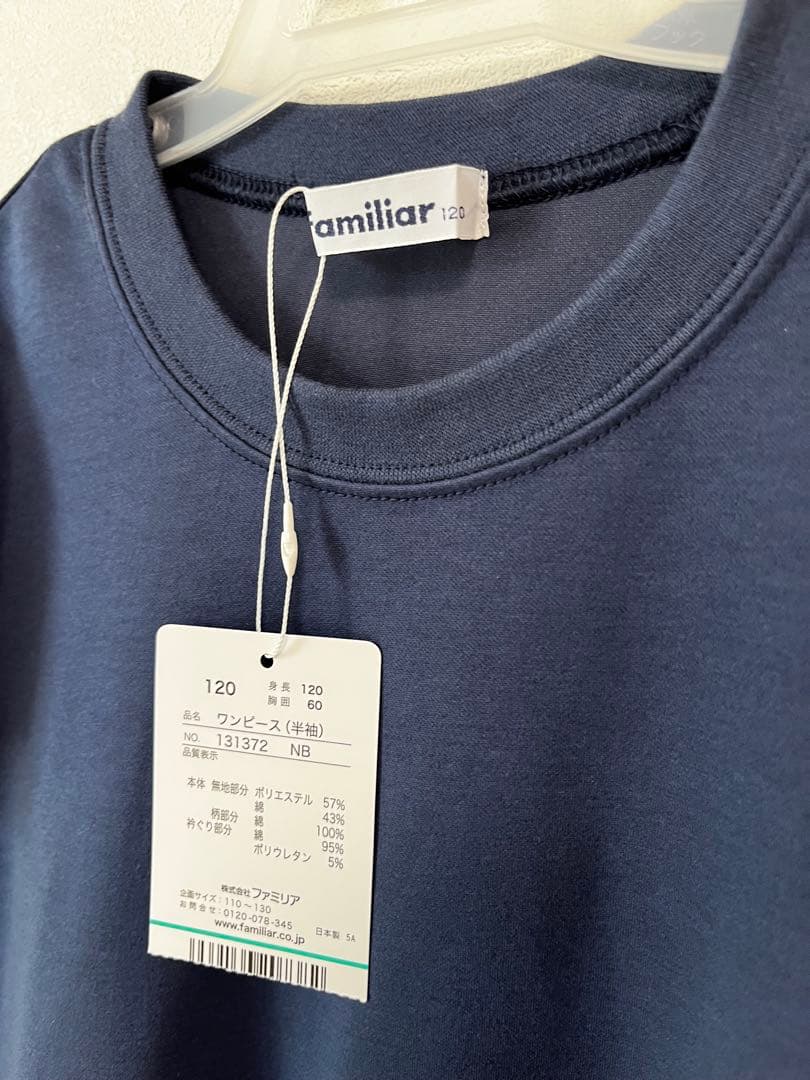 フック
familiar 120
120 身長 120
胸囲 60
品名 ワンピース(半袖)
NO. 131372 NB
品質表示
本体 無地部分 ポリエステル 57%
綿 43%
柄部分 綿 100%
衿ぐり部分 綿 95%
ポリウレタン 5%
株式会社ファミリア
企画サイズ:110～130
お問合せ:0120-078-345
www.familiar.co.jp 日本製 5A